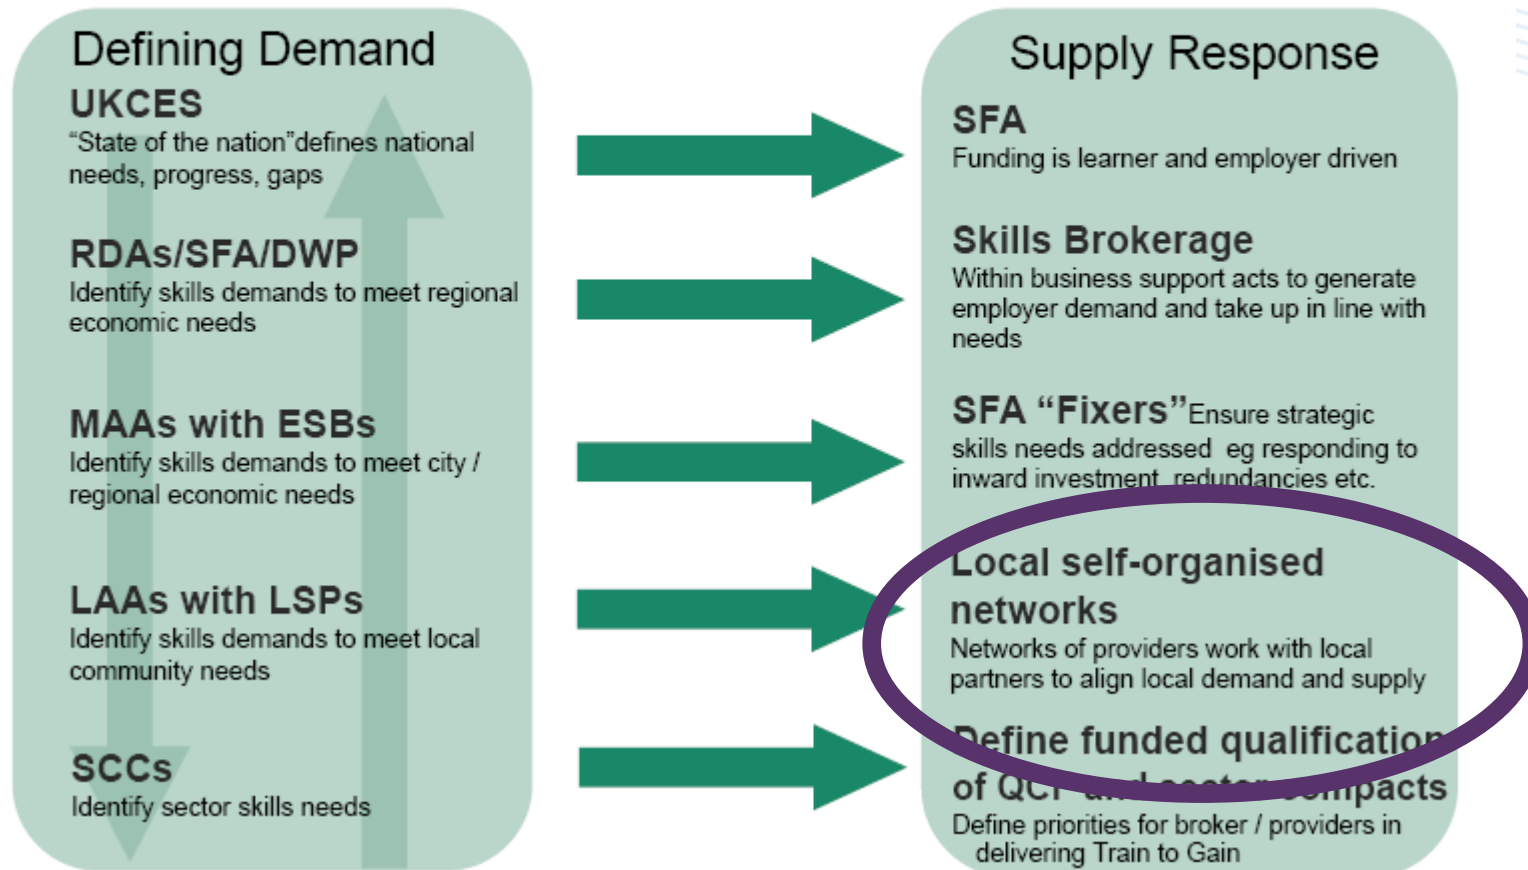 Defining Demand
UKCES
“State of the nation”defines national
needs, progress, gaps
RDAs/SFA/DWP
Identify skills demands to meet regional
economic needs
MAAs with ESBs
Identify skills demands to meet city /
regional economic needs
LAAs with LSPs
Identify skills demands to meet local
community needs
SCCs
Identify sector skills needs
Supply Response
SFA
Funding is learner and employer driven
Skills Brokerage
Within business support acts to generate
employer demand and take up in line with
needs
SFA “Fixers”Ensure strategic
skills needs addressed eg responding to
inward investment redundancies etc.
Local self-organised
networks
Networks of providers work with local
partners to align local demand and supply
Define funded qualification
of QCF and sector compacts
Define priorities for broker / providers in
delivering Train to Gain